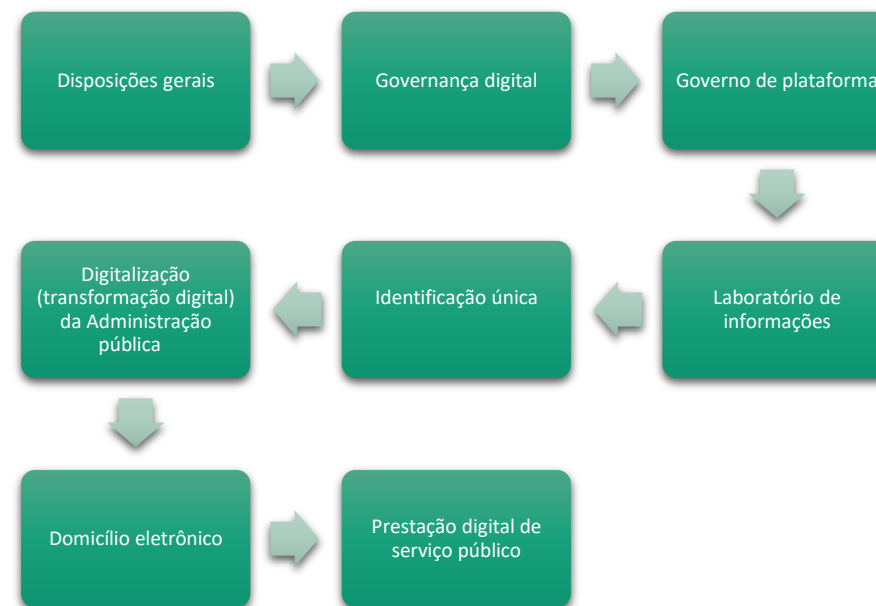 Disposições gerais
Governança digital
Governo de plataforma
Laboratório de
informações
Identificação única
Digitalização
(transformação digital)
da Administração
pública
Domicílio eletrônico
Prestação digital de
serviço público